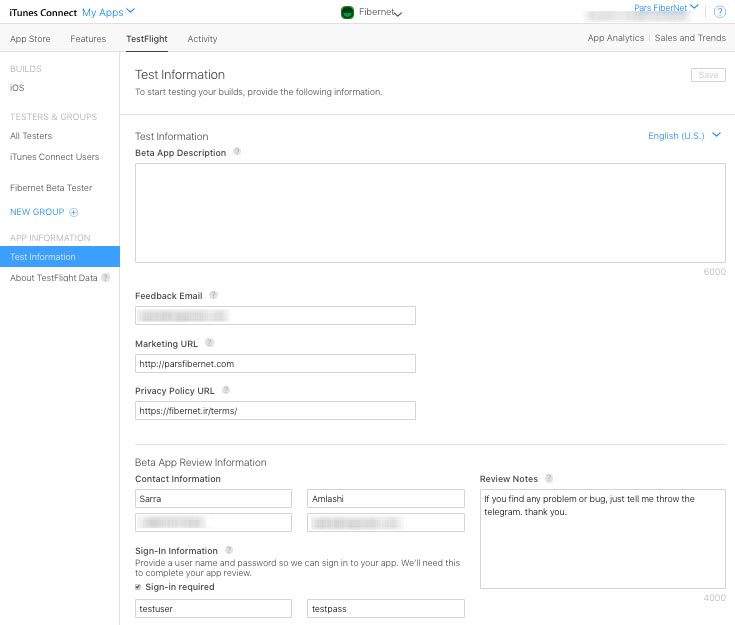 iTunes Connect My Apps Fibernet Pars FiberNet ?
App Store Features TestFlight Activity App Analytics Sales and Trends
BUILDS
iOS
TESTERS & GROUPS
All Testers
iTunes Connect Users
Fibernet Beta Tester
NEW GROUP
APP INFORMATION
Test Information
About TestFlight Data ?
Test Information Save
To start testing your builds, provide the following information.
Test Information English (U.S.)
Beta App Description ?
6000
Feedback Email ?
Marketing URL ?
http://parsfibernet.com
Privacy Policy URL ?
https://fibernet.ir/terms/
Beta App Review Information
Contact Information
Sarra Amlashi
Sign-In Information ?
Provide a user name and password so we can sign in to your app. We'll need this
to complete your app review.
Sign-in required
testuser testpass
Review Notes ?
If you find any problem or bug, just tell me throw the
telegram. thank you.
4000